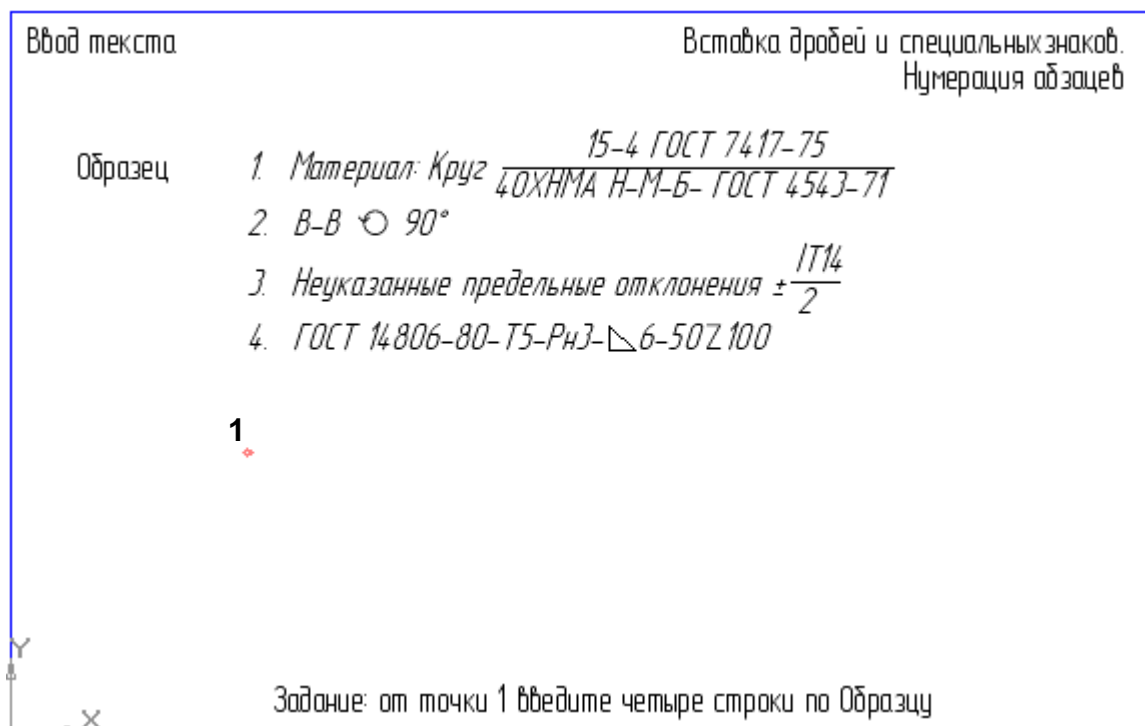 Ввод текста
Вставка дробей и специальных знаков.
Нумерация абзацев
Образец
1. Материал: Круг 15-4 ГОСТ 7417-75
40ХНМА Н-М-Б- ГОСТ 4543-71
2. В-В ⟲ 90°
3. Неуказанные предельные отклонения ± IT14
2
4. ГОСТ 14806-80-Т5-РнЗ-◺6-50Z100
1
Y
X
Задание: от точки 1 введите четыре строки по Образцу